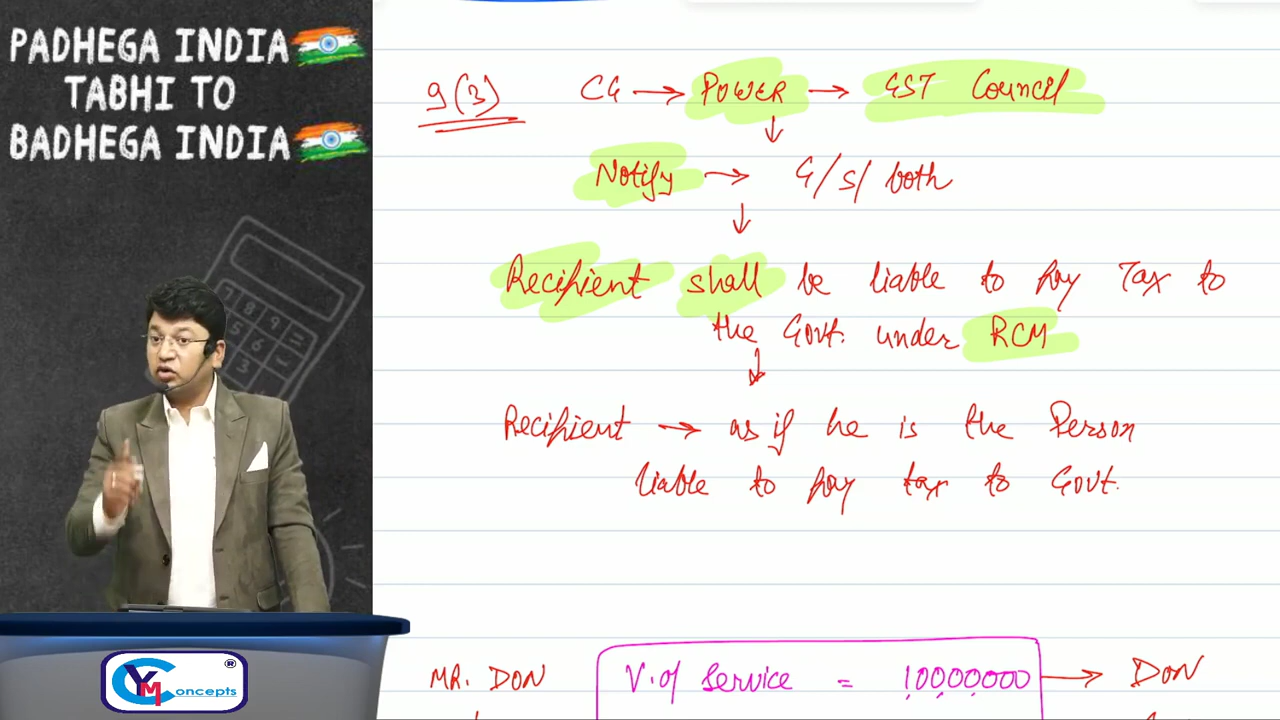 PADHEGA INDIA
TABHI TO
BADHEGA INDIA
9(3) CG → POWER → GST Council
↓
Notify → G/S/both
↓
Recipient shall be liable to pay Tax to
the Govt. under RCM
↓
Recipient → as if he is the Person
liable to pay tax to Govt.
MR. DON V. of Service = 10000000 → DON
CYM Concepts ®